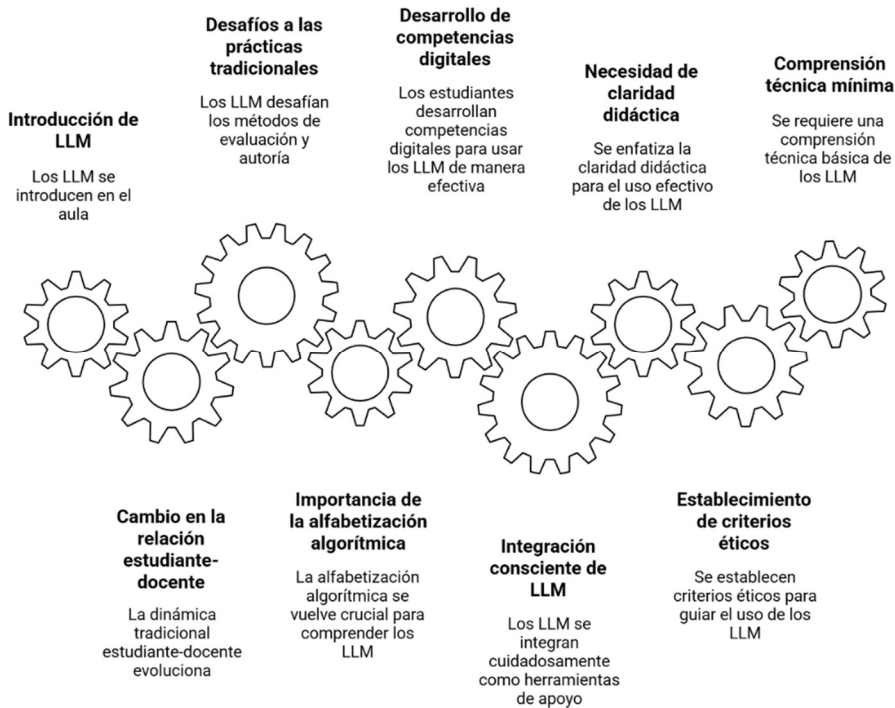 Introducción de
LLM
Los LLM se
introducen en el
aula
Cambio en la
relación
estudiante-
docente
La dinámica
tradicional
estudiante-docente
evoluciona
Desafíos a las
prácticas
tradicionales
Los LLM desafían
los métodos de
evaluación y
autoría
Importancia de
la alfabetización
algorítmica
La alfabetización
algorítmica se
vuelve crucial para
comprender los
LLM
Desarrollo de
competencias
digitales
Los estudiantes
desarrollan
competencias
digitales para usar
los LLM de manera
efectiva
Integración
consciente de
LLM
Los LLM se
integran
cuidadosamente
como herramientas
de apoyo
Necesidad de
claridad
didáctica
Se enfatiza la
claridad didáctica
para el uso efectivo
de los LLM
Establecimiento
de criterios
éticos
Se establecen
criterios éticos para
guiar el uso de los
LLM
Comprensión
técnica mínima
Se requiere una
comprensión
técnica básica de
los LLM